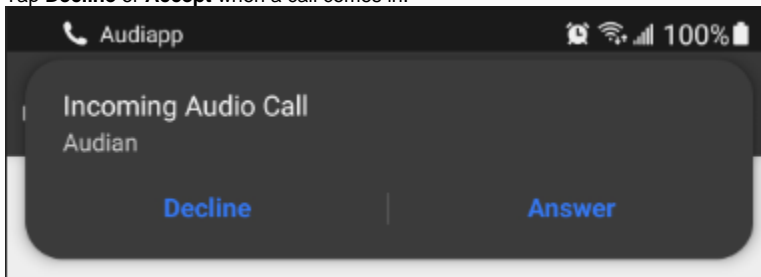 Tap Decline or Accept when a call comes in.
Audiapp 100%
Incoming Audio Call
Audian
Decline Answer